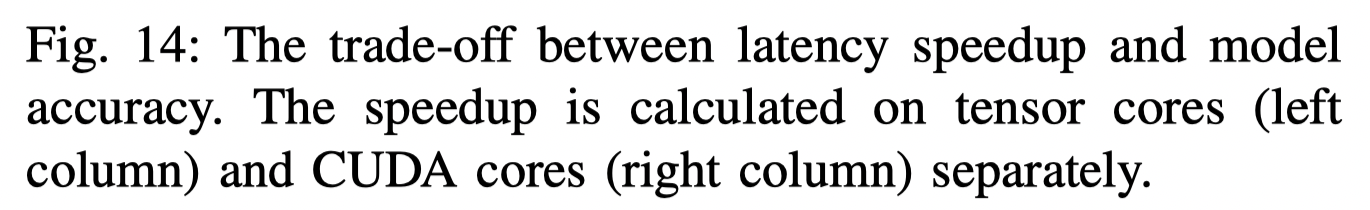 Fig. 14: The trade-off between latency speedup and model
accuracy. The speedup is calculated on tensor cores (left
column) and CUDA cores (right column) separately.